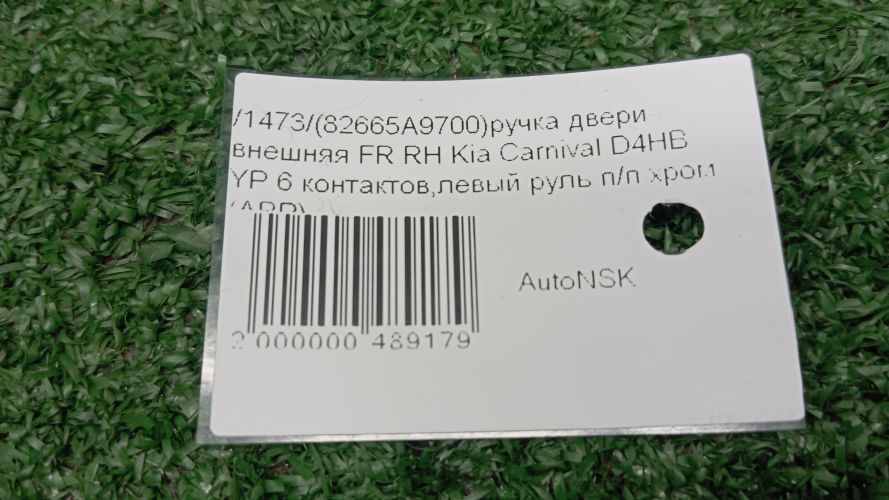 /1473/(82665A9700)ручка двери
внешняя FR RH Kia Carnival D4HB
YP 6 контактов,левый руль п/п хром
AutoNSK
2 000000 489179